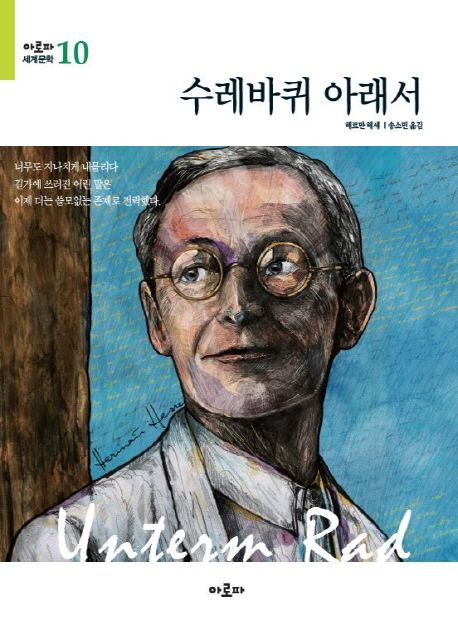 아로파
세계문학 10
수레바퀴 아래서
헤르만 헤세 | 송소민 옮김
너무도 지나치게 내몰리다
길가에 쓰러진 어린 말은
이제 더는 쓸모없는 존재로 전락했다.
Hermann Hesse
Unterm Rad
아로파